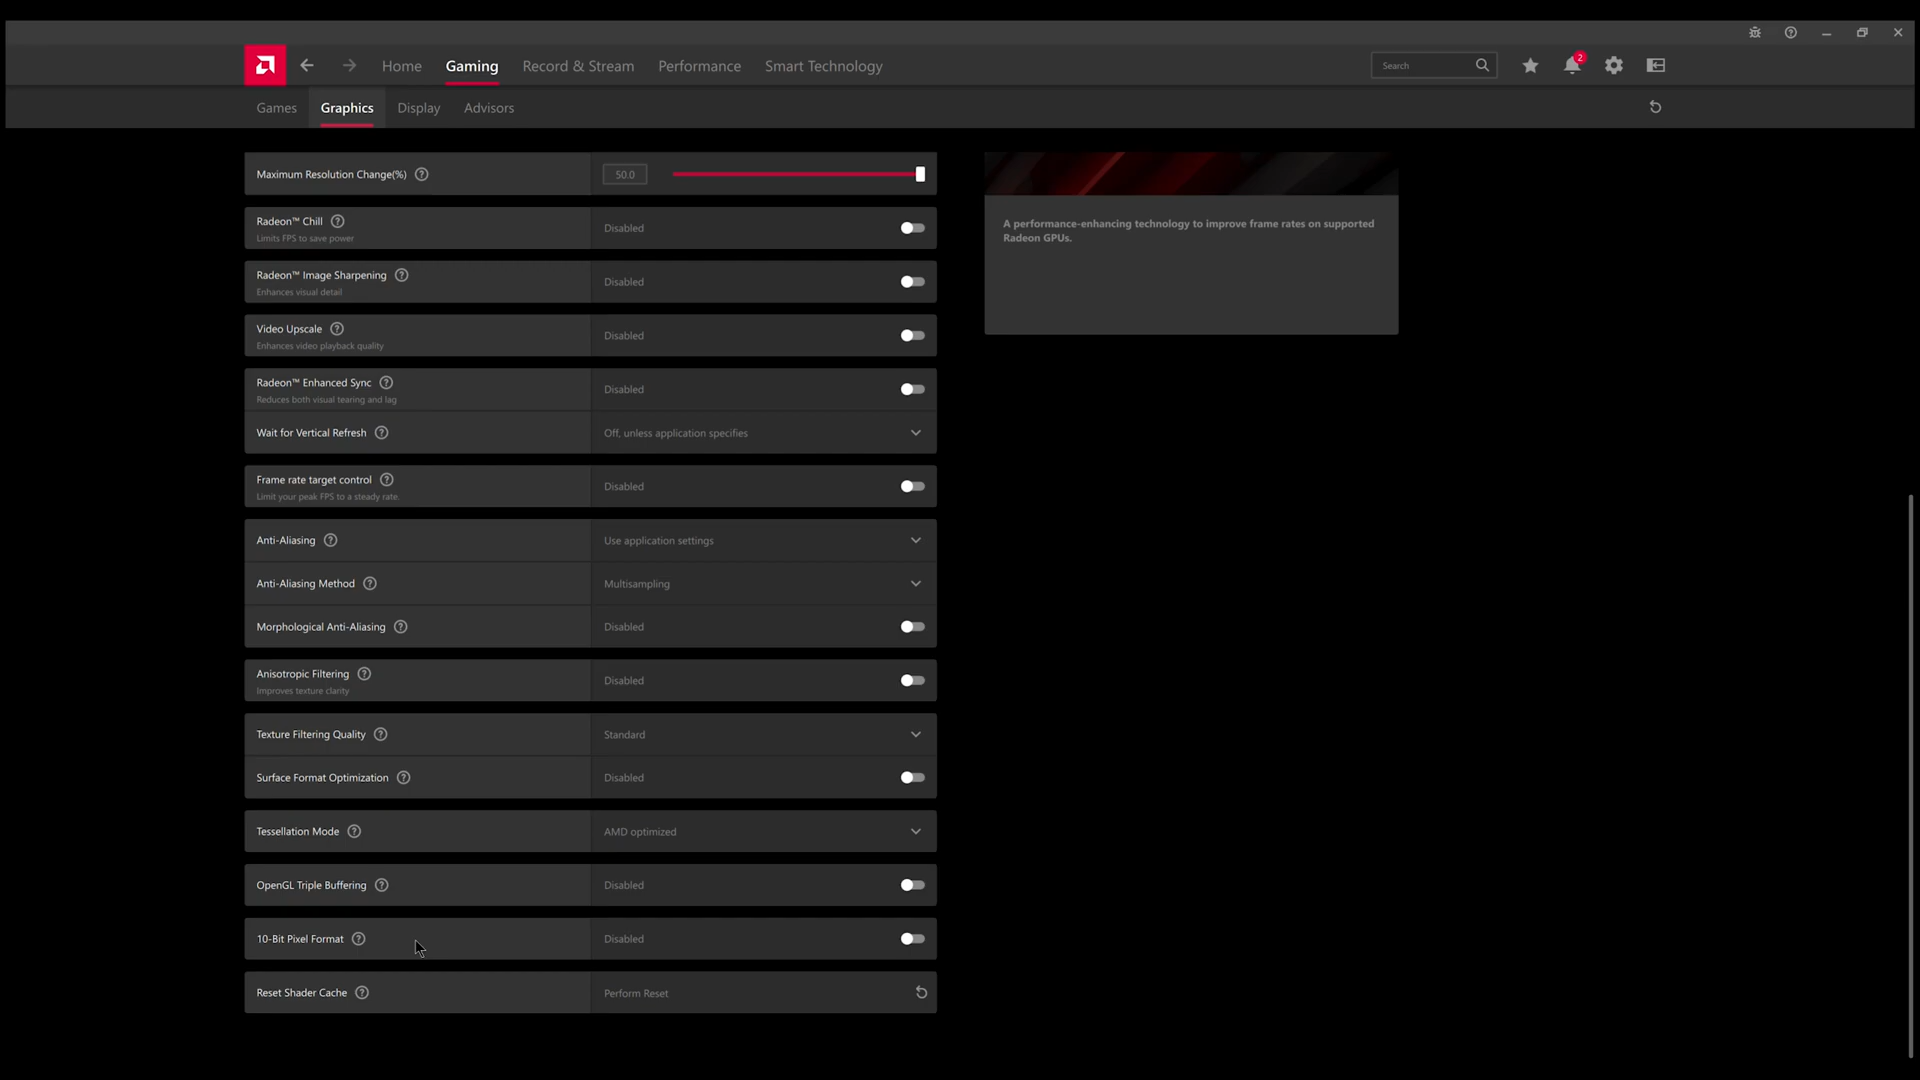 Home
Gaming
Record & Stream
Performance
Smart Technology
Search
2
Games
Graphics
Display
Advisors
Maximum Resolution Change(%)
50.0
Radeon™ Chill
Limits FPS to save power
Disabled
Radeon™ Image Sharpening
Enhances visual detail
Disabled
Video Upscale
Enhances video playback quality
Disabled
Radeon™ Enhanced Sync
Reduces both visual tearing and lag
Disabled
Wait for Vertical Refresh
Off, unless application specifies
Frame rate target control
Limit your peak FPS to a steady rate.
Disabled
Anti-Aliasing
Use application settings
Anti-Aliasing Method
Multisampling
Morphological Anti-Aliasing
Disabled
Anisotropic Filtering
Improves texture clarity
Disabled
Texture Filtering Quality
Standard
Surface Format Optimization
Disabled
Tessellation Mode
AMD optimized
OpenGL Triple Buffering
Disabled
10-Bit Pixel Format
Disabled
Reset Shader Cache
Perform Reset
A performance-enhancing technology to improve frame rates on supported
Radeon GPUs.